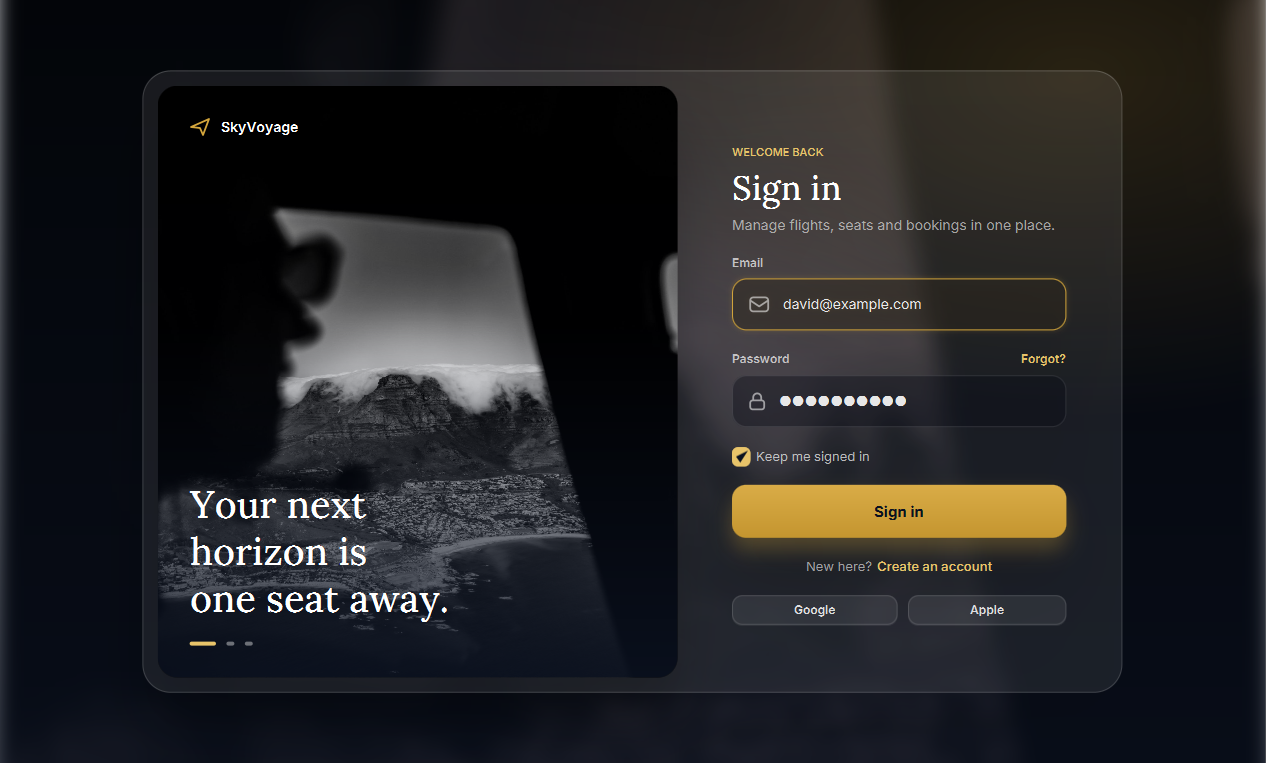 SkyVoyage
Your next
horizon is
one seat away.
WELCOME BACK
Sign in
Manage flights, seats and bookings in one place.
Email
david@example.com
Password
Forgot?
●●●●●●●●●●
Keep me signed in
Sign in
New here? Create an account
Google
Apple